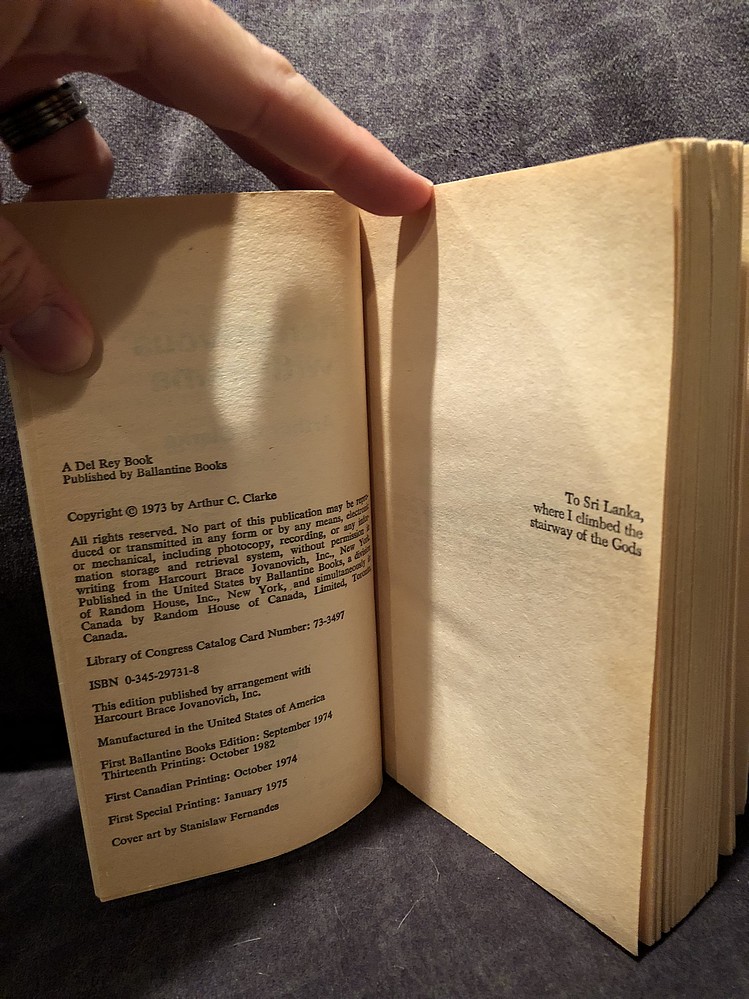 A Del Rey Book
Published by Ballantine Books
Copyright © 1973 by Arthur C. Clarke
All rights reserved. No part of this publication may be repro-
duced or transmitted in any form or by any means, electronic
or mechanical, including photocopy, recording, or any infor-
mation storage and retrieval system, without permission in
writing from Harcourt Brace Jovanovich, Inc., New York.
Published in the United States by Ballantine Books, a division
of Random House, Inc., New York, and simultaneously in
Canada by Random House of Canada, Limited, Toronto,
Canada.
Library of Congress Catalog Card Number: 73-3497
ISBN 0-345-29731-8
This edition published by arrangement with
Harcourt Brace Jovanovich, Inc.
Manufactured in the United States of America
First Ballantine Books Edition: September 1974
Thirteenth Printing: October 1982
First Canadian Printing: October 1974
First Special Printing: January 1975
Cover art by Stanislaw Fernandes
To Sri Lanka,
where I climbed the
stairway of the Gods